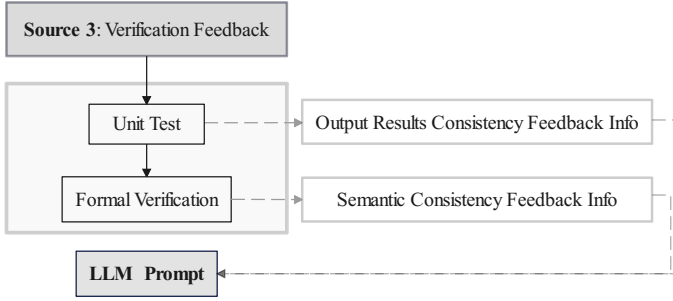 Source 3: Verification Feedback
Unit Test
Output Results Consistency Feedback Info
Formal Verification
Semantic Consistency Feedback Info
LLM Prompt